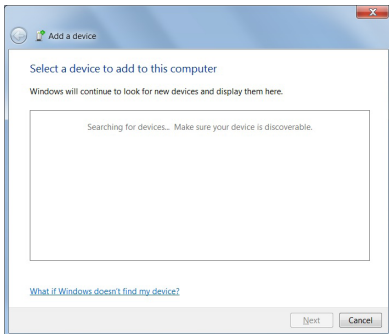 Add a device
Select a device to add to this computer
Windows will continue to look for new devices and display them here.
Searching for devices... Make sure your device is discoverable.
What if Windows doesn't find my device?
Next Cancel